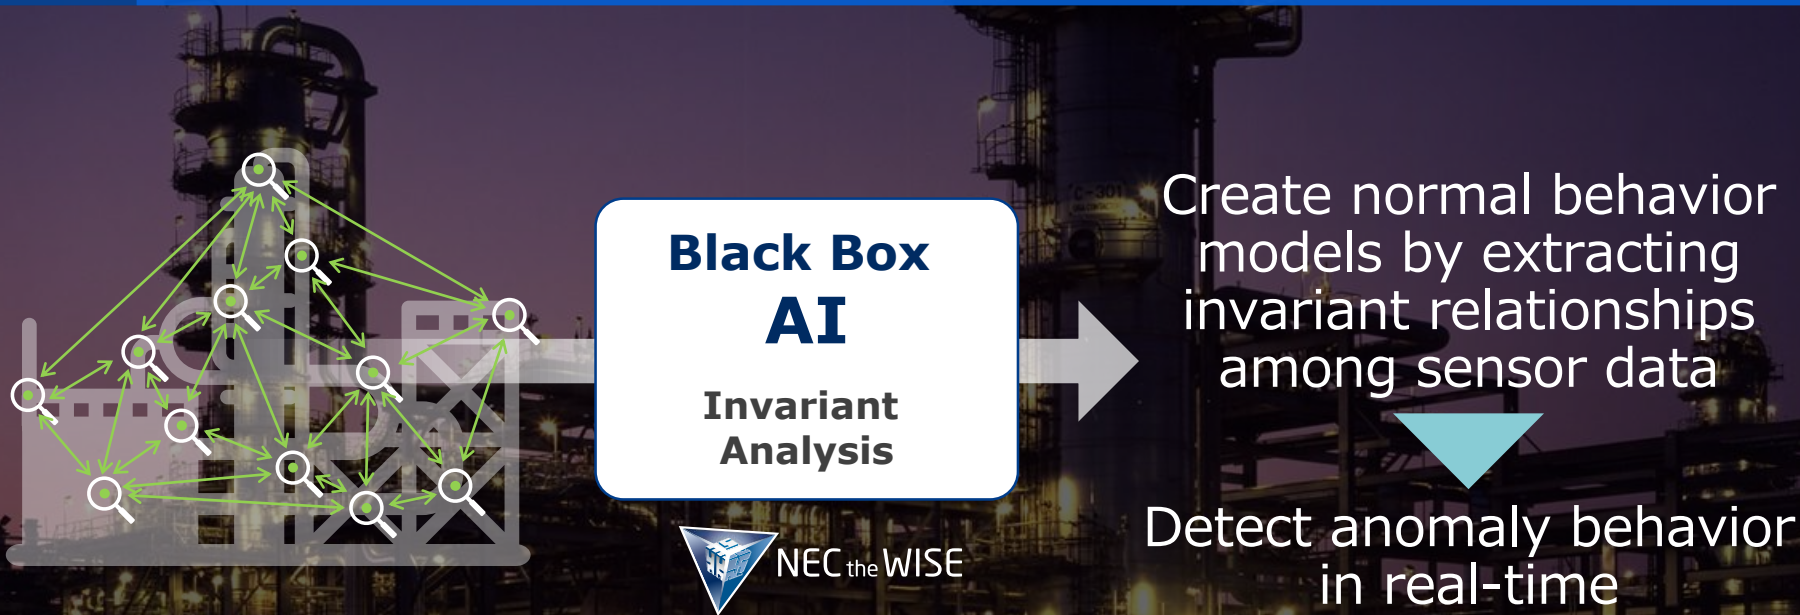 Black Box
AI
Invariant
Analysis
NEC the WISE
C-301
Create normal behavior
models by extracting
invariant relationships
among sensor data
Detect anomaly behavior
in real-time